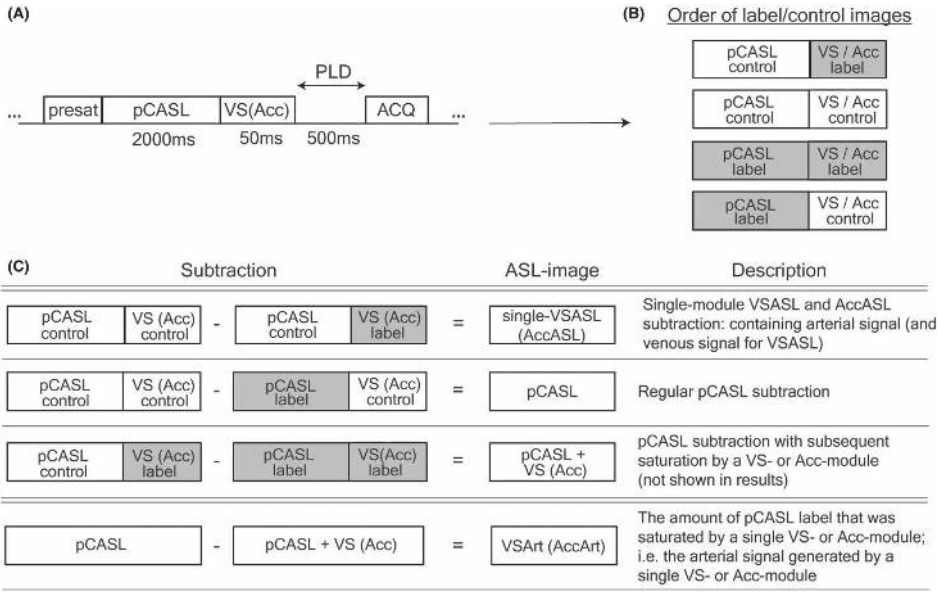 (A)
PLD
... presat pCASL VS(Acc) ACQ ...
2000ms 50ms 500ms
(B) Order of label/control images
pCASL control VS / Acc label
pCASL control VS / Acc control
pCASL label VS / Acc label
pCASL label VS / Acc control
(C)
Subtraction ASL-image Description
pCASL control VS (Acc) control - pCASL control VS (Acc) label = single-VSASL (AccASL)
Single-module VSASL and AccASL
subtraction: containing arterial signal (and
venous signal for VSASL)
pCASL control VS (Acc) control - pCASL label VS (Acc) control = pCASL
Regular pCASL subtraction
pCASL control VS (Acc) label - pCASL label VS(Acc) label = pCASL + VS (Acc)
pCASL subtraction with subsequent
saturation by a VS- or Acc-module
(not shown in results)
pCASL - pCASL + VS (Acc) = VSArt (AccArt)
The amount of pCASL label that was
saturated by a single VS- or Acc-module;
i.e. the arterial signal generated by a
single VS- or Acc-module